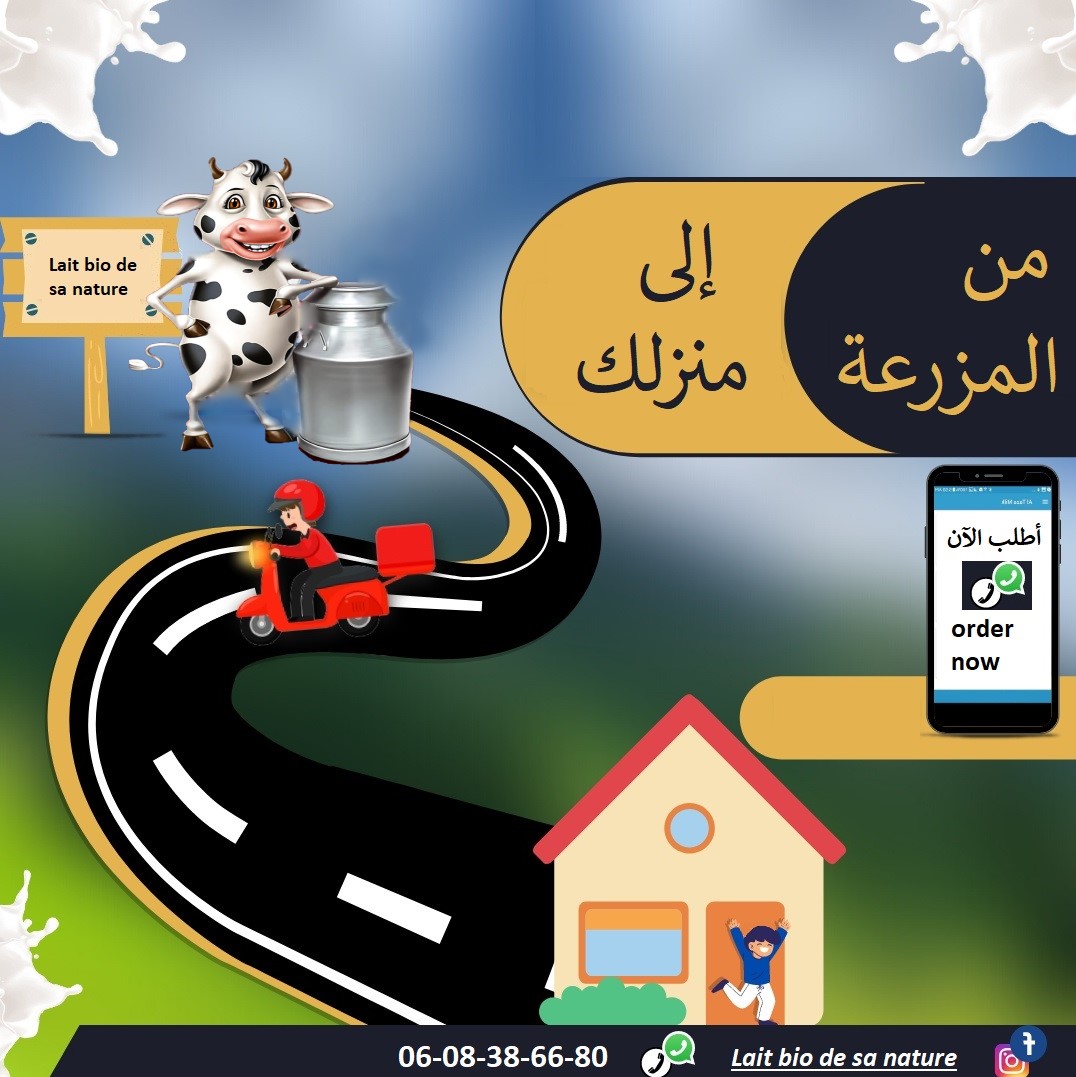 Lait bio de
sa nature
من
المزرعة
إلى
منزلك
أطلب الآن
order
now
06-08-38-66-80
Lait bio de sa nature